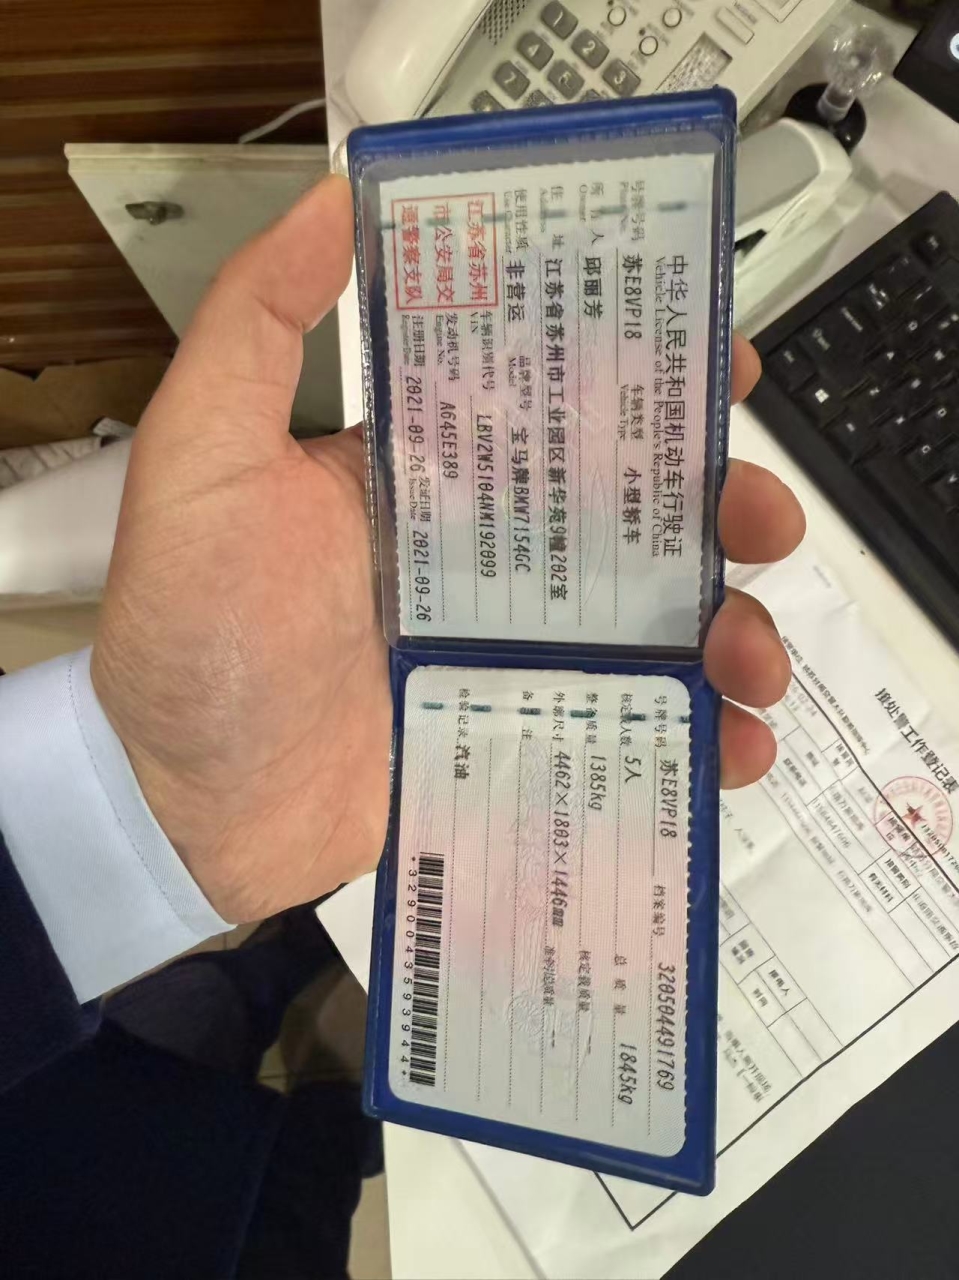 中华人民共和国机动车行驶证
Vehicle License of the People's Republic of China
号牌号码 苏E8VP18 车辆类型 小型轿车
Plate No. Vehicle Type
所有人 邱丽芳
Owner
住址 江苏省苏州市工业园区新华苑9幢202室
Address
使用性质 非营运 品牌型号 宝马牌BMW7154GC
Use Character Model
江苏省苏州
市公安局交
通警察支队
车辆识别代号 LBV2W5104NM192099
VIN
发动机号码 A645E389
Engine No.
注册日期 2021-09-26 发证日期 2021-09-26
Register Date Issue Date
号牌号码 苏E8VP18 档案编号 320504491769
核定载人数 5人 总质量 1845kg
整备质量 1385kg 核定载质量 --
外廓尺寸 4462×1803×1446mm 准牵引总质量 --
备注
检验记录 汽油
*3290043593944*
接处警工作登记表